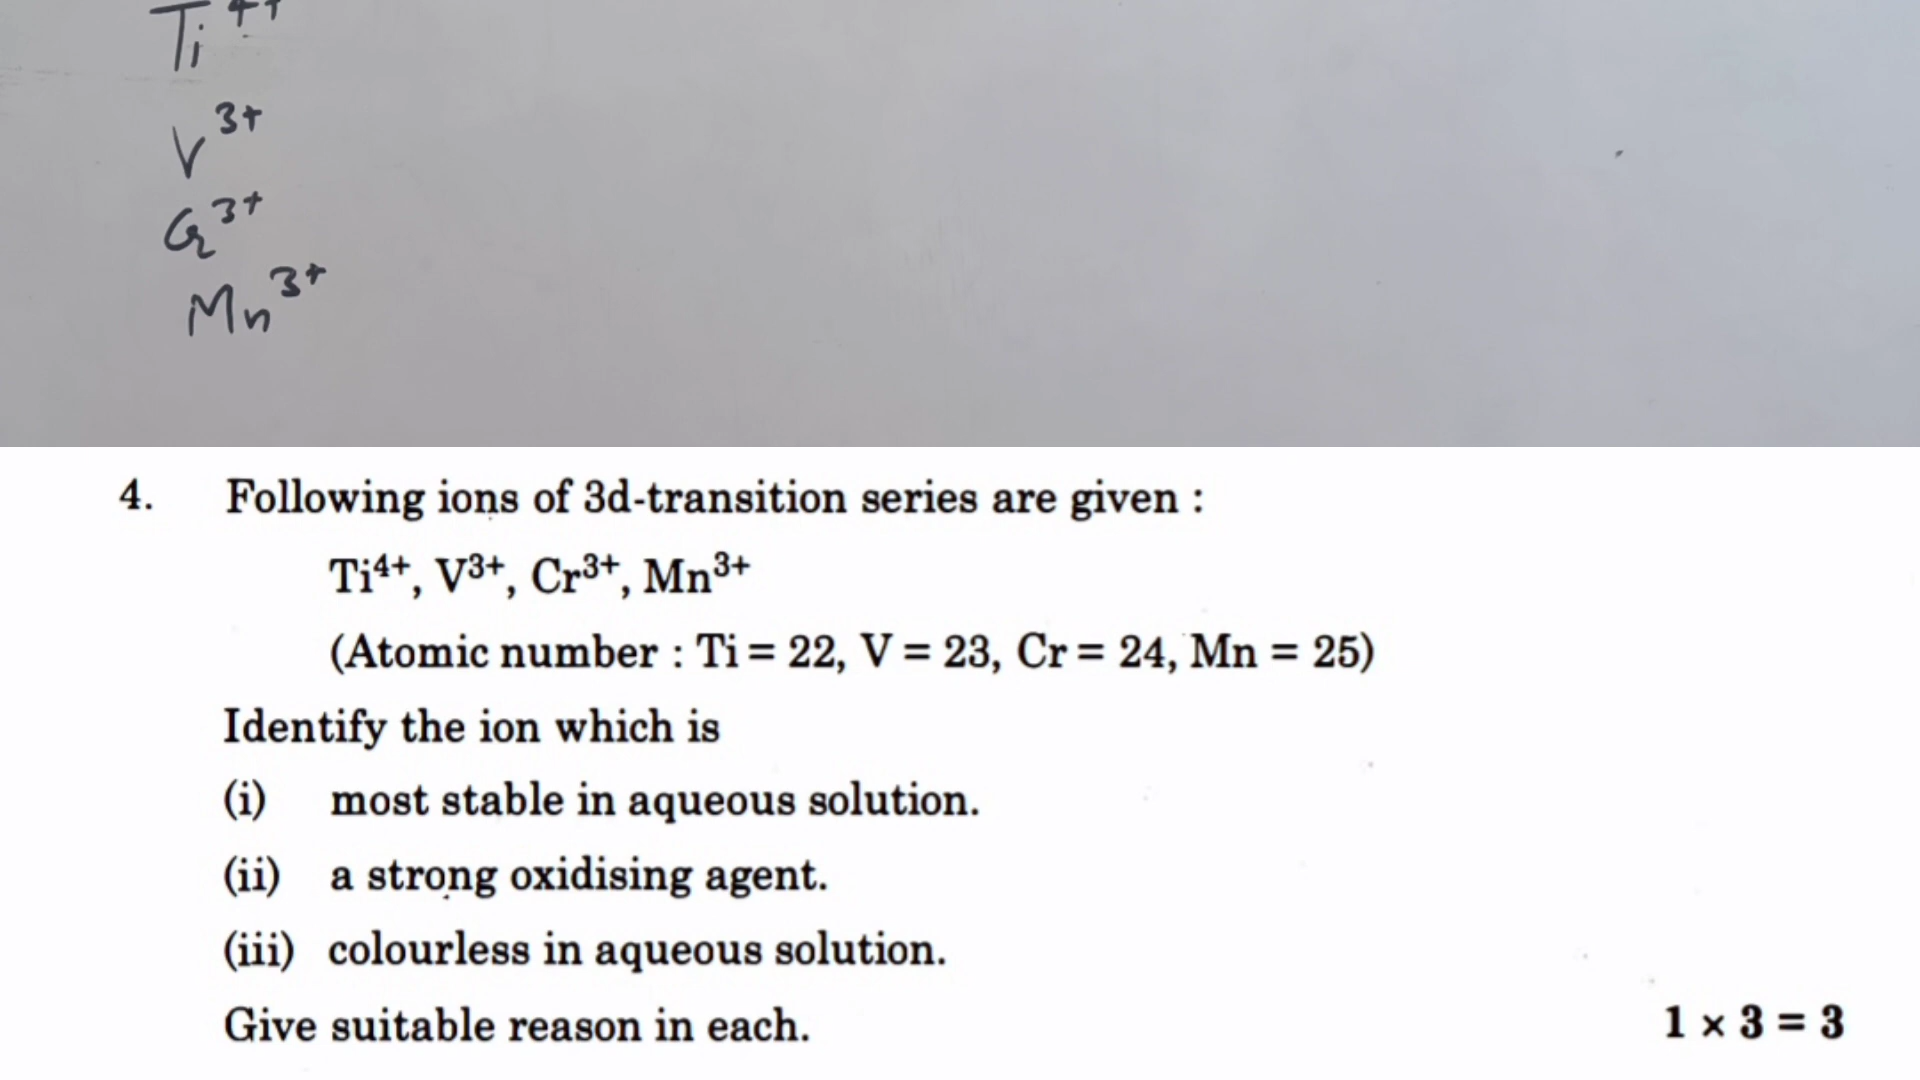 Ti⁴⁺
V³⁺
Cr³⁺
Mn³⁺
4. Following ions of 3d-transition series are given :
Ti⁴⁺, V³⁺, Cr³⁺, Mn³⁺
(Atomic number : Ti = 22, V = 23, Cr = 24, Mn = 25)
Identify the ion which is
(i) most stable in aqueous solution.
(ii) a strong oxidising agent.
(iii) colourless in aqueous solution.
Give suitable reason in each. 1 × 3 = 3